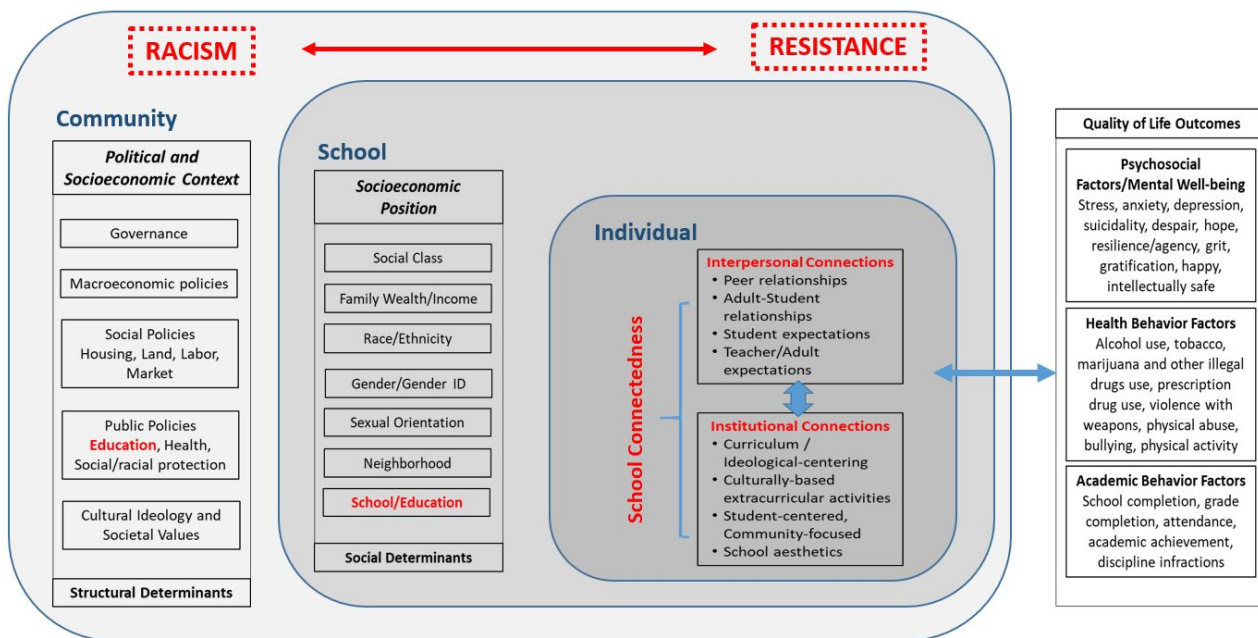 RACISM
RESISTANCE
Community
Political and
Socioeconomic Context
Governance
Macroeconomic policies
Social Policies
Housing, Land, Labor,
Market
Public Policies
Education, Health,
Social/racial protection
Cultural Ideology and
Societal Values
Structural Determinants
School
Socioeconomic
Position
Social Class
Family Wealth/Income
Race/Ethnicity
Gender/Gender ID
Sexual Orientation
Neighborhood
School/Education
Social Determinants
Individual
School Connectedness
Interpersonal Connections
• Peer relationships
• Adult-Student
relationships
• Student expectations
• Teacher/Adult
expectations
Institutional Connections
• Curriculum /
Ideological-centering
• Culturally-based
extracurricular activities
• Student-centered,
Community-focused
• School aesthetics
Quality of Life Outcomes
Psychosocial
Factors/Mental Well-being
Stress, anxiety, depression,
suicidality, despair, hope,
resilience/agency, grit,
gratification, happy,
intellectually safe
Health Behavior Factors
Alcohol use, tobacco,
marijuana and other illegal
drugs use, prescription
drug use, violence with
weapons, physical abuse,
bullying, physical activity
Academic Behavior Factors
School completion, grade
completion, attendance,
academic achievement,
discipline infractions